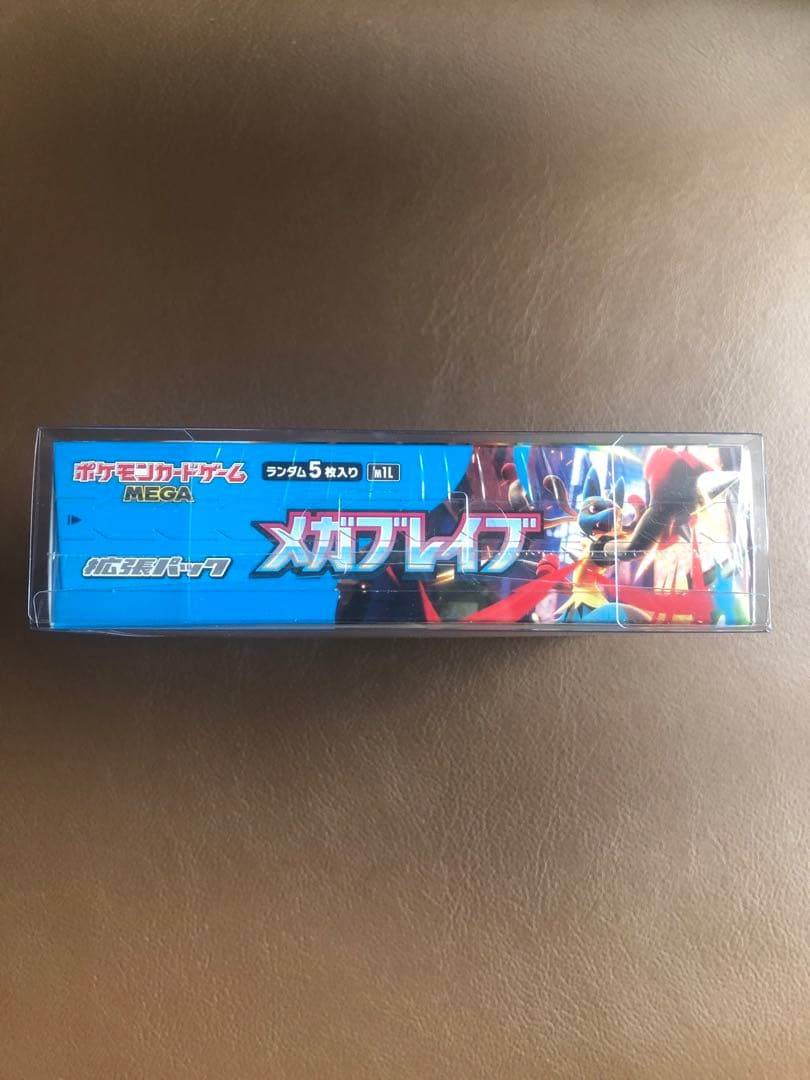 ポケモンカードゲーム
MEGA
ランダム5枚入り
m1L
メガブレイブ
拡張パック